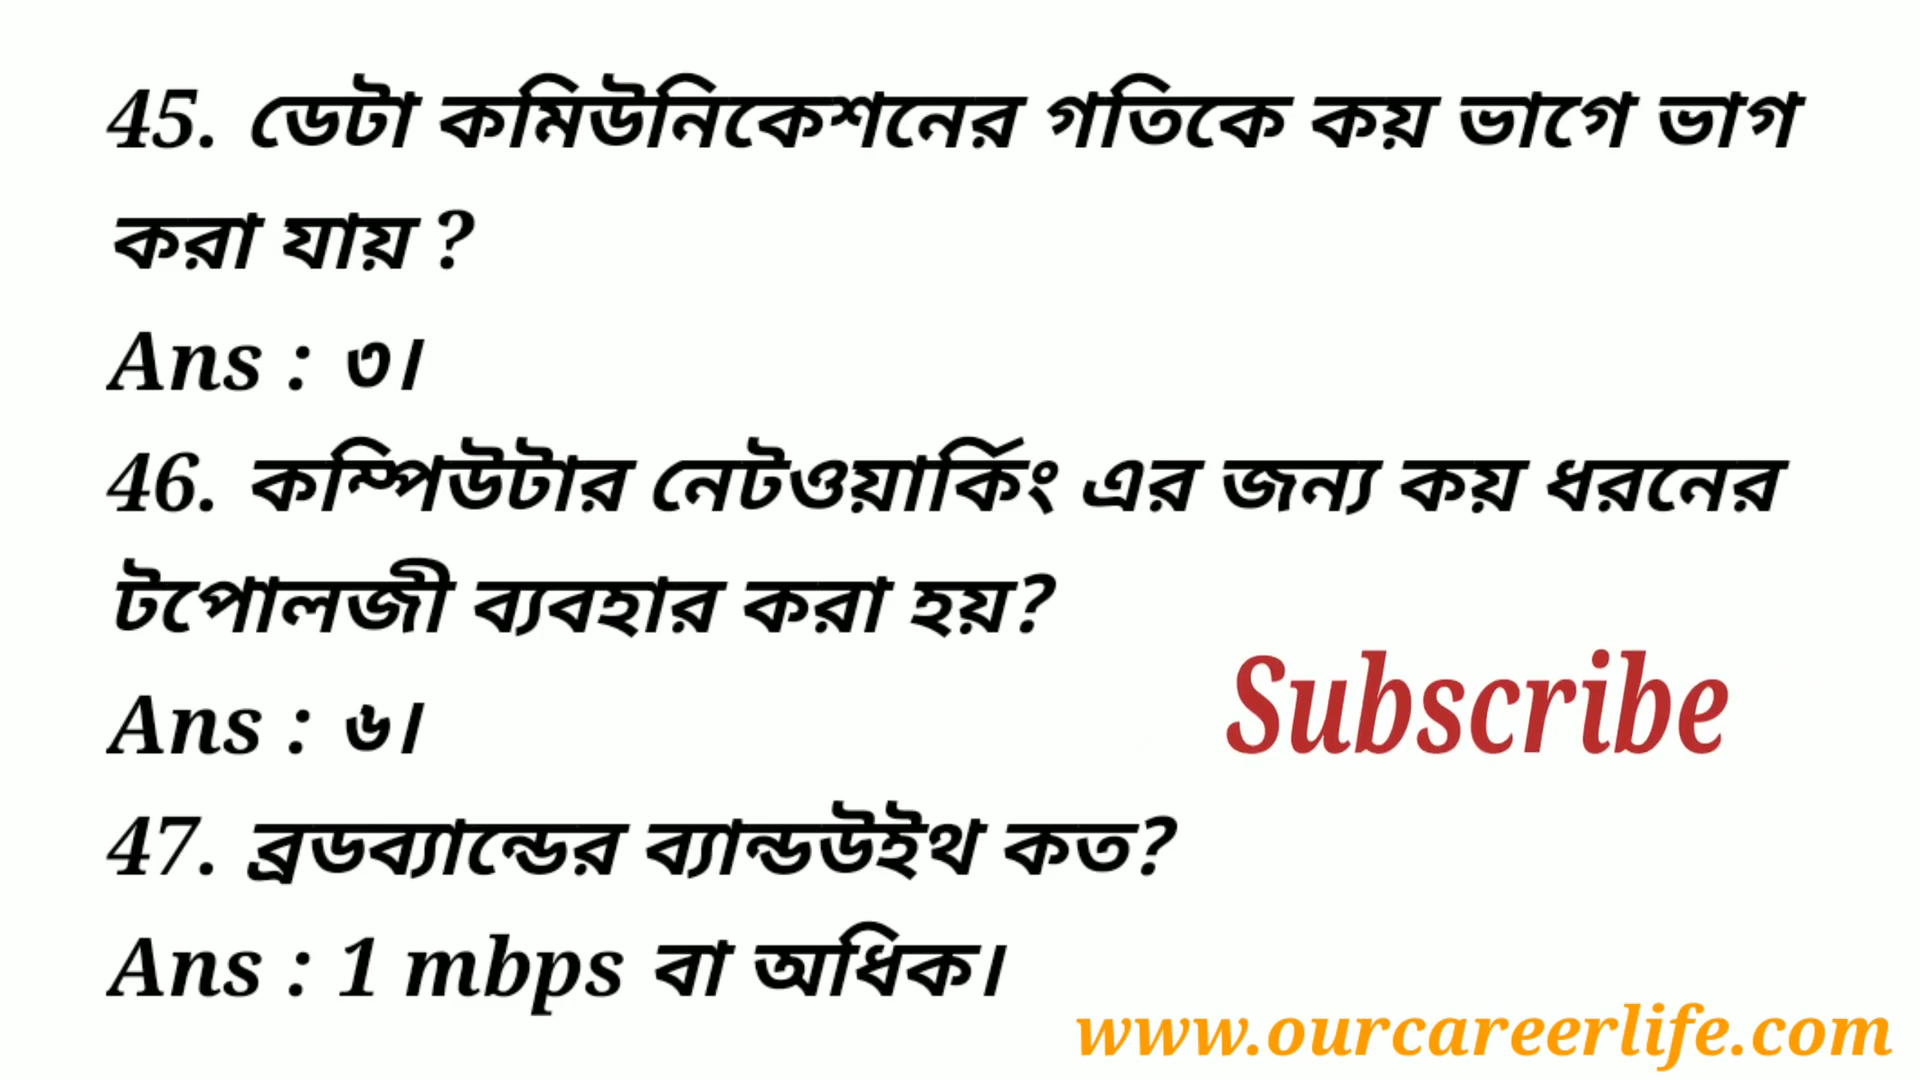 45. ডেটা কমিউনিকেশনের গতিকে কয় ভাগে ভাগ
করা যায় ?
Ans : ৩।
46. কম্পিউটার নেটওয়ার্কিং এর জন্য কয় ধরনের
টপোলজী ব্যবহার করা হয়?
Ans : ৬।
Subscribe
47. ব্রডব্যান্ডের ব্যান্ডউইথ কত?
Ans : 1 mbps বা অধিক।
www.ourcareerlife.com